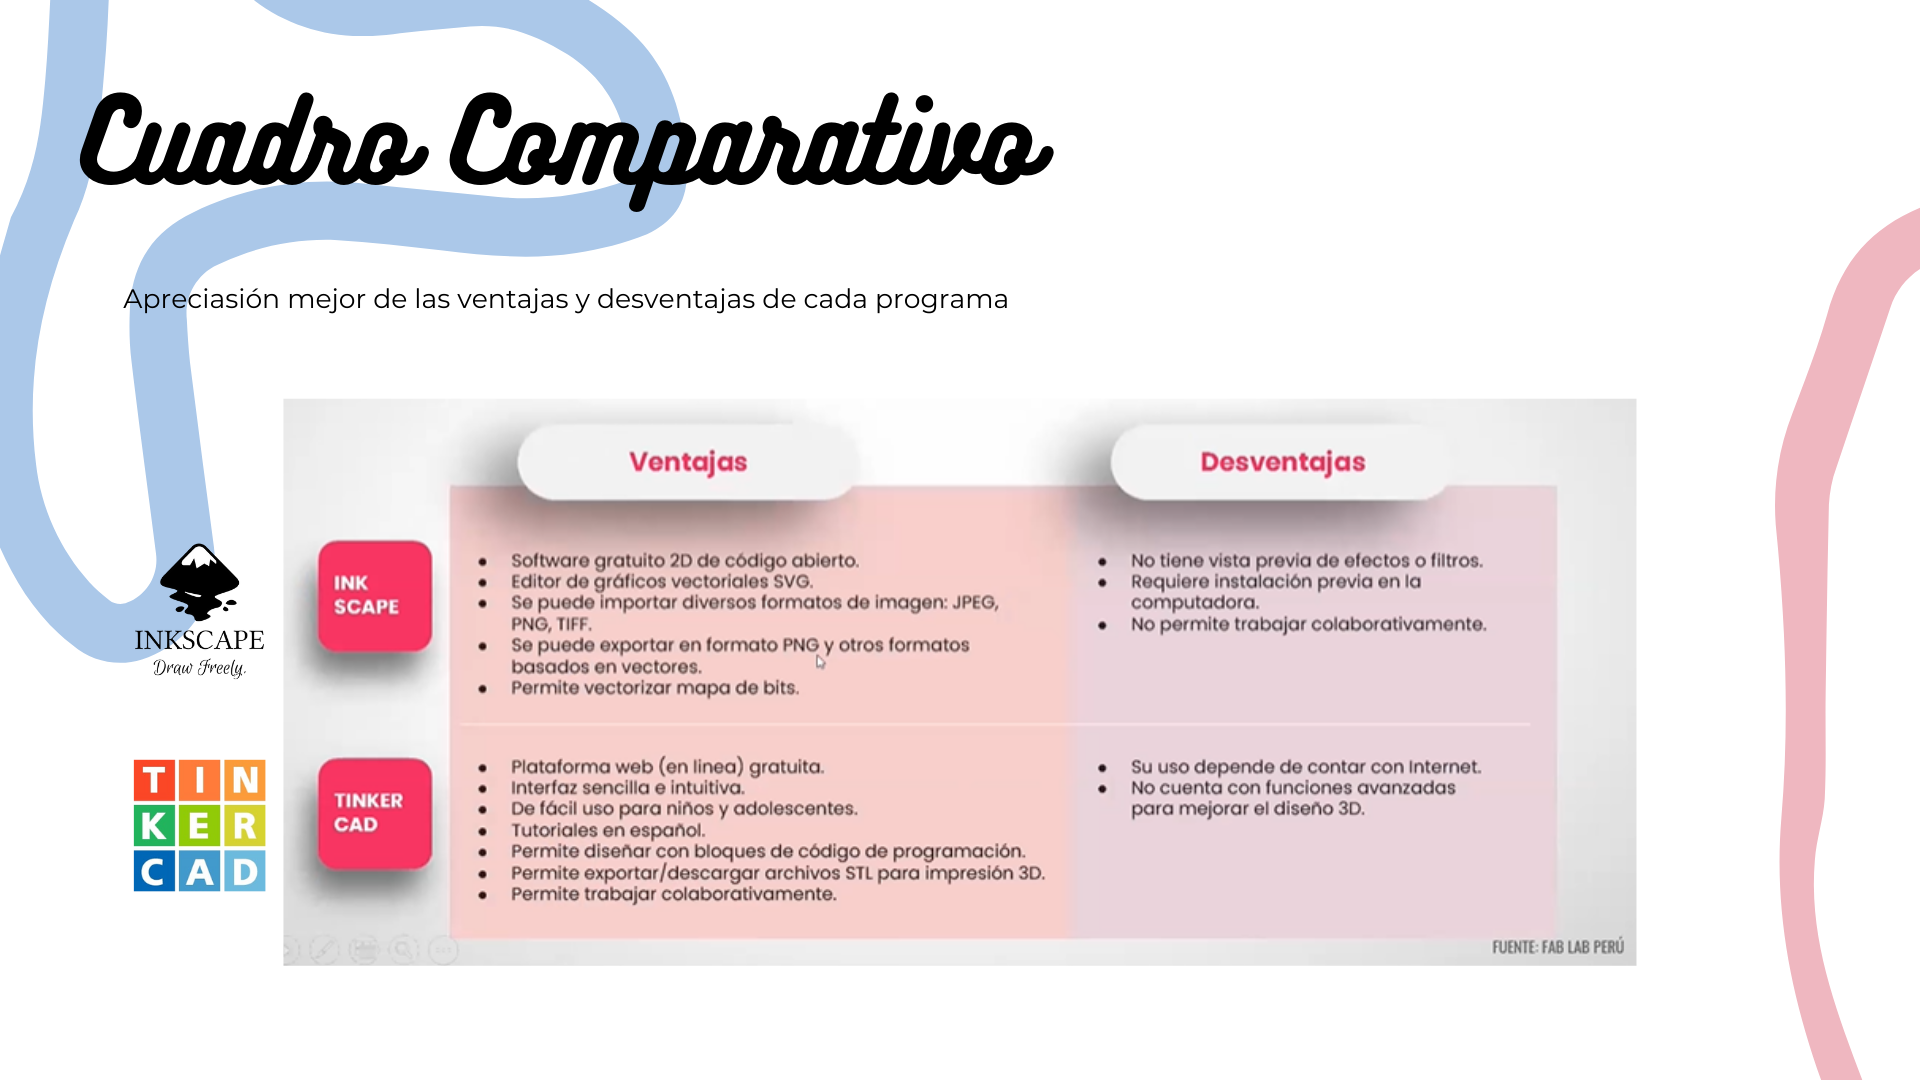 Cuadro Comparativo
Apreciasión mejor de las ventajas y desventajas de cada programa
Ventajas
Desventajas
INK
SCAPE
• Software gratuito 2D de código abierto.
• Editor de gráficos vectoriales SVG.
• Se puede importar diversos formatos de imagen: JPEG,
PNG, TIFF.
• Se puede exportar en formato PNG y otros formatos
basados en vectores.
• Permite vectorizar mapa de bits.
• No tiene vista previa de efectos o filtros.
• Requiere instalación previa en la
computadora.
• No permite trabajar colaborativamente.
INKSCAPE
Draw Freely.
TINKER
CAD
• Plataforma web (en linea) gratuita.
• Interfaz sencilla e intuitiva.
• De fácil uso para niños y adolescentes.
• Tutoriales en español.
• Permite diseñar con bloques de código de programación.
• Permite exportar/descargar archivos STL para impresión 3D.
• Permite trabajar colaborativamente.
• Su uso depende de contar con Internet.
• No cuenta con funciones avanzadas
para mejorar el diseño 3D.
TIN
KER
CAD
FUENTE: FAB LAB PERÚ